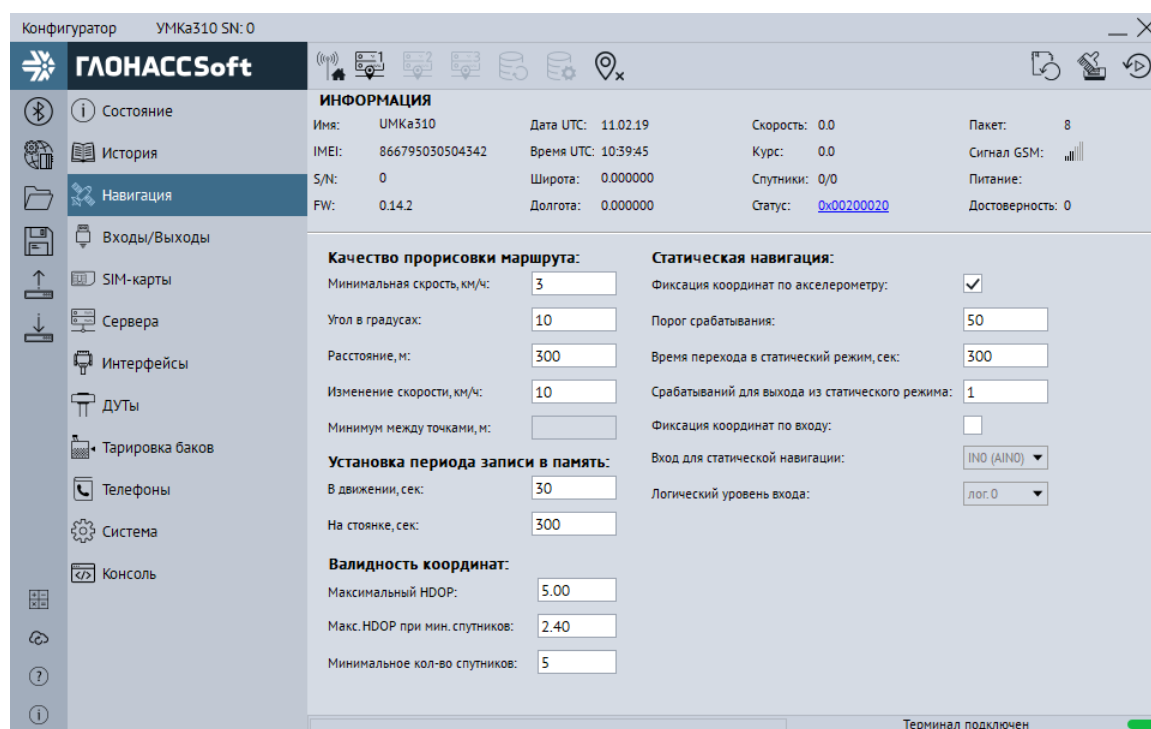 Конфигуратор УМКа310 SN: 0
ГЛОНАССSoft
Состояние
История
Навигация
Входы/Выходы
SIM-карты
Сервера
Интерфейсы
ДУТы
Тарировка баков
Телефоны
Система
Консоль
ИНФОРМАЦИЯ
Имя: УМКа310 Дата UTC: 11.02.19 Скорость: 0.0 Пакет: 8
IMEI: 866795030504342 Время UTC: 10:39:45 Курс: 0.0 Сигнал GSM:
S/N: 0 Широта: 0.000000 Спутники: 0/0 Питание:
FW: 0.14.2 Долгота: 0.000000 Статус: 0x00200020 Достоверность: 0
Качество прорисовки маршрута:
Минимальная скрость, км/ч: 3
Угол в градусах: 10
Расстояние, м: 300
Изменение скорости, км/ч: 10
Минимум между точками, м:
Установка периода записи в память:
В движении, сек: 30
На стоянке, сек: 300
Валидность координат:
Максимальный HDOP: 5.00
Макс. HDOP при мин. спутников: 2.40
Минимальное кол-во спутников: 5
Статическая навигация:
Фиксация координат по акселерометру:
Порог срабатывания: 50
Время перехода в статический режим, сек: 300
Срабатываний для выхода из статического режима: 1
Фиксация координат по входу:
Вход для статической навигации: IN0 (AIN0)
Логический уровень входа: лог. 0
Терминал подключен